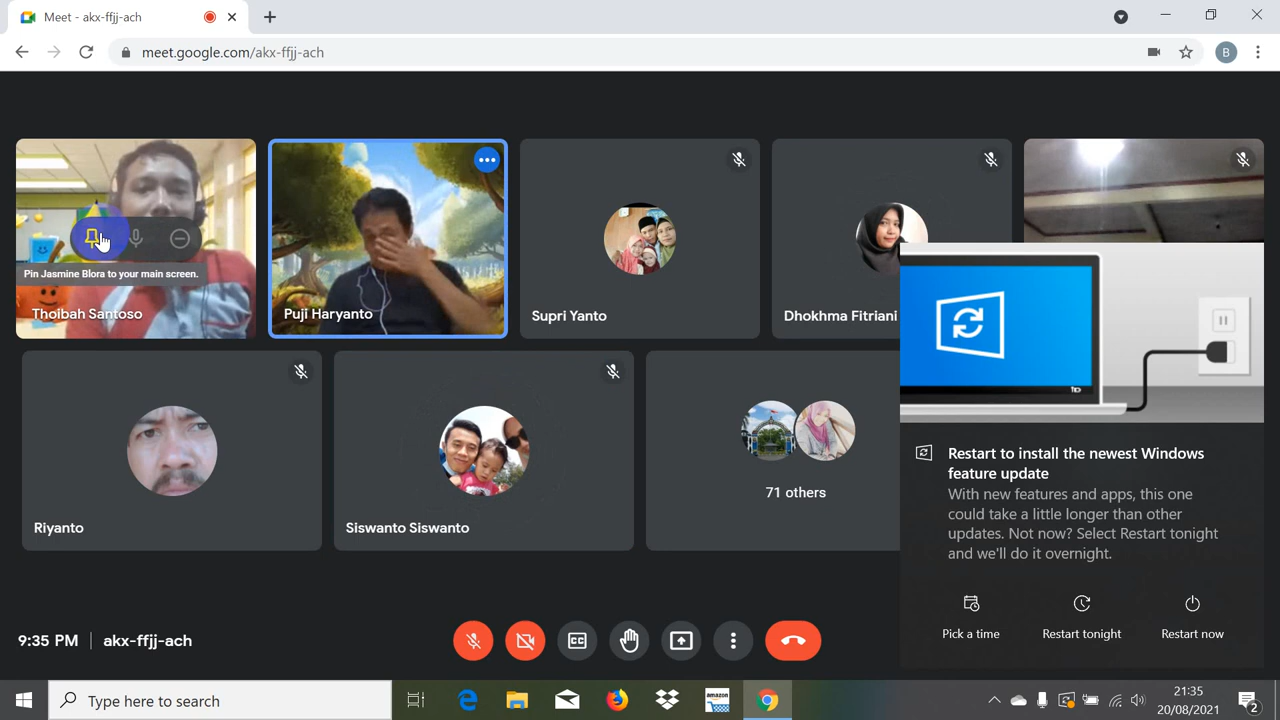 Meet - akx-ffjj-ach
meet.google.com/akx-ffjj-ach
B
Pin Jasmine Blora to your main screen.
Thoibah Santoso
Puji Haryanto
Supri Yanto
Dhokhma Fitriani
Riyanto
Siswanto Siswanto
71 others
Restart to install the newest Windows
feature update
With new features and apps, this one
could take a little longer than other
updates. Not now? Select Restart tonight
and we'll do it overnight.
Pick a time
Restart tonight
Restart now
9:35 PM | akx-ffjj-ach
CC
Type here to search
amazon
21:35
20/08/2021
2